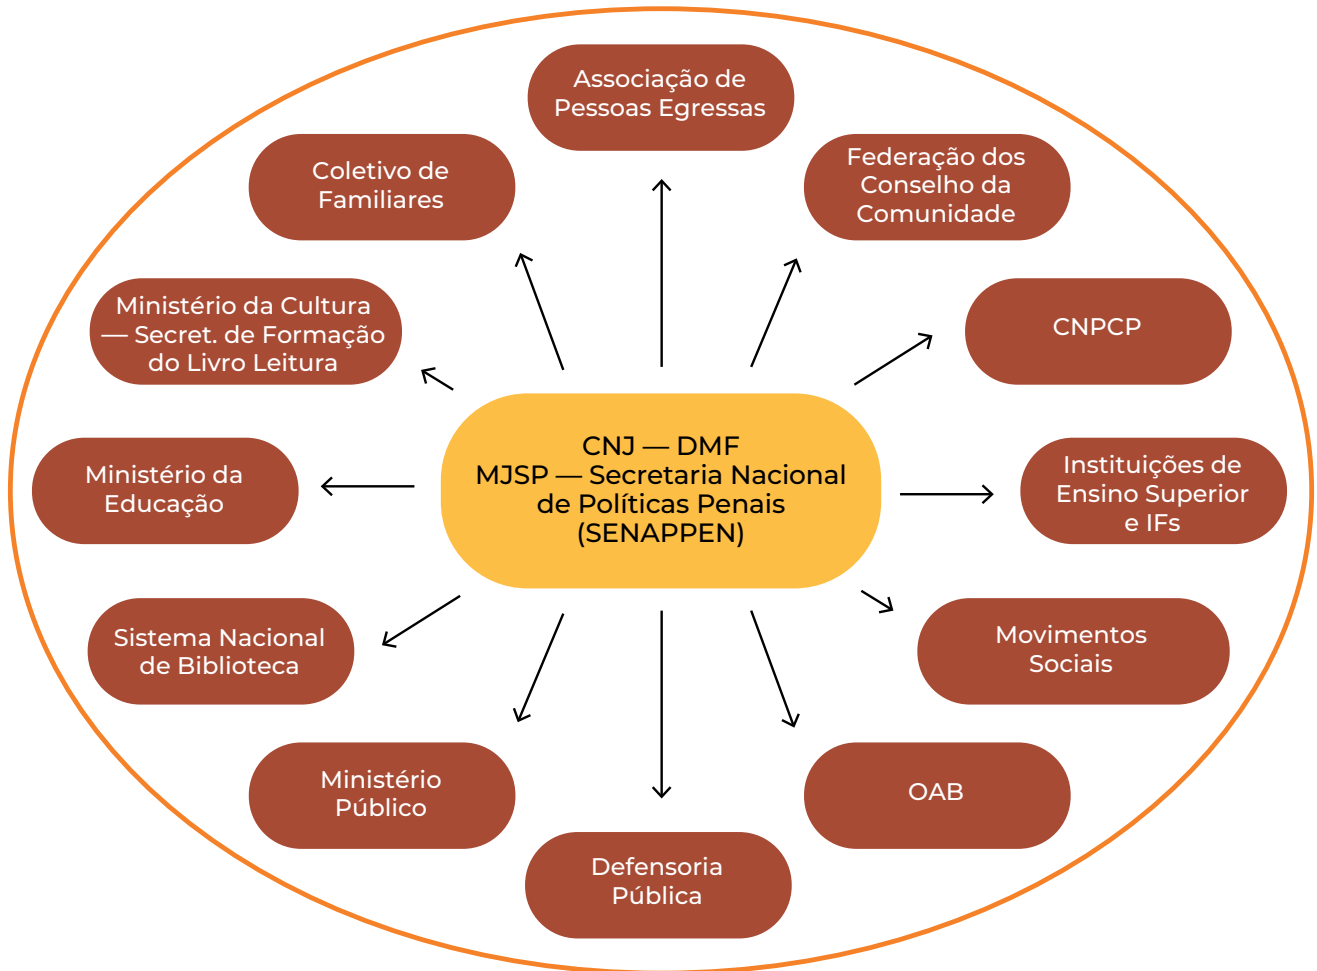 Associação de
Pessoas Egressas
Coletivo de
Familiares
Federação dos
Conselho da
Comunidade
Ministério da Cultura
— Secret. de Formação
do Livro Leitura
CNPCP
CNJ — DMF
MJSP — Secretaria Nacional
de Políticas Penais
(SENAPPEN)
Ministério da
Educação
Instituições de
Ensino Superior
e IFs
Sistema Nacional
de Biblioteca
Movimentos
Sociais
Ministério
Público
OAB
Defensoria
Pública